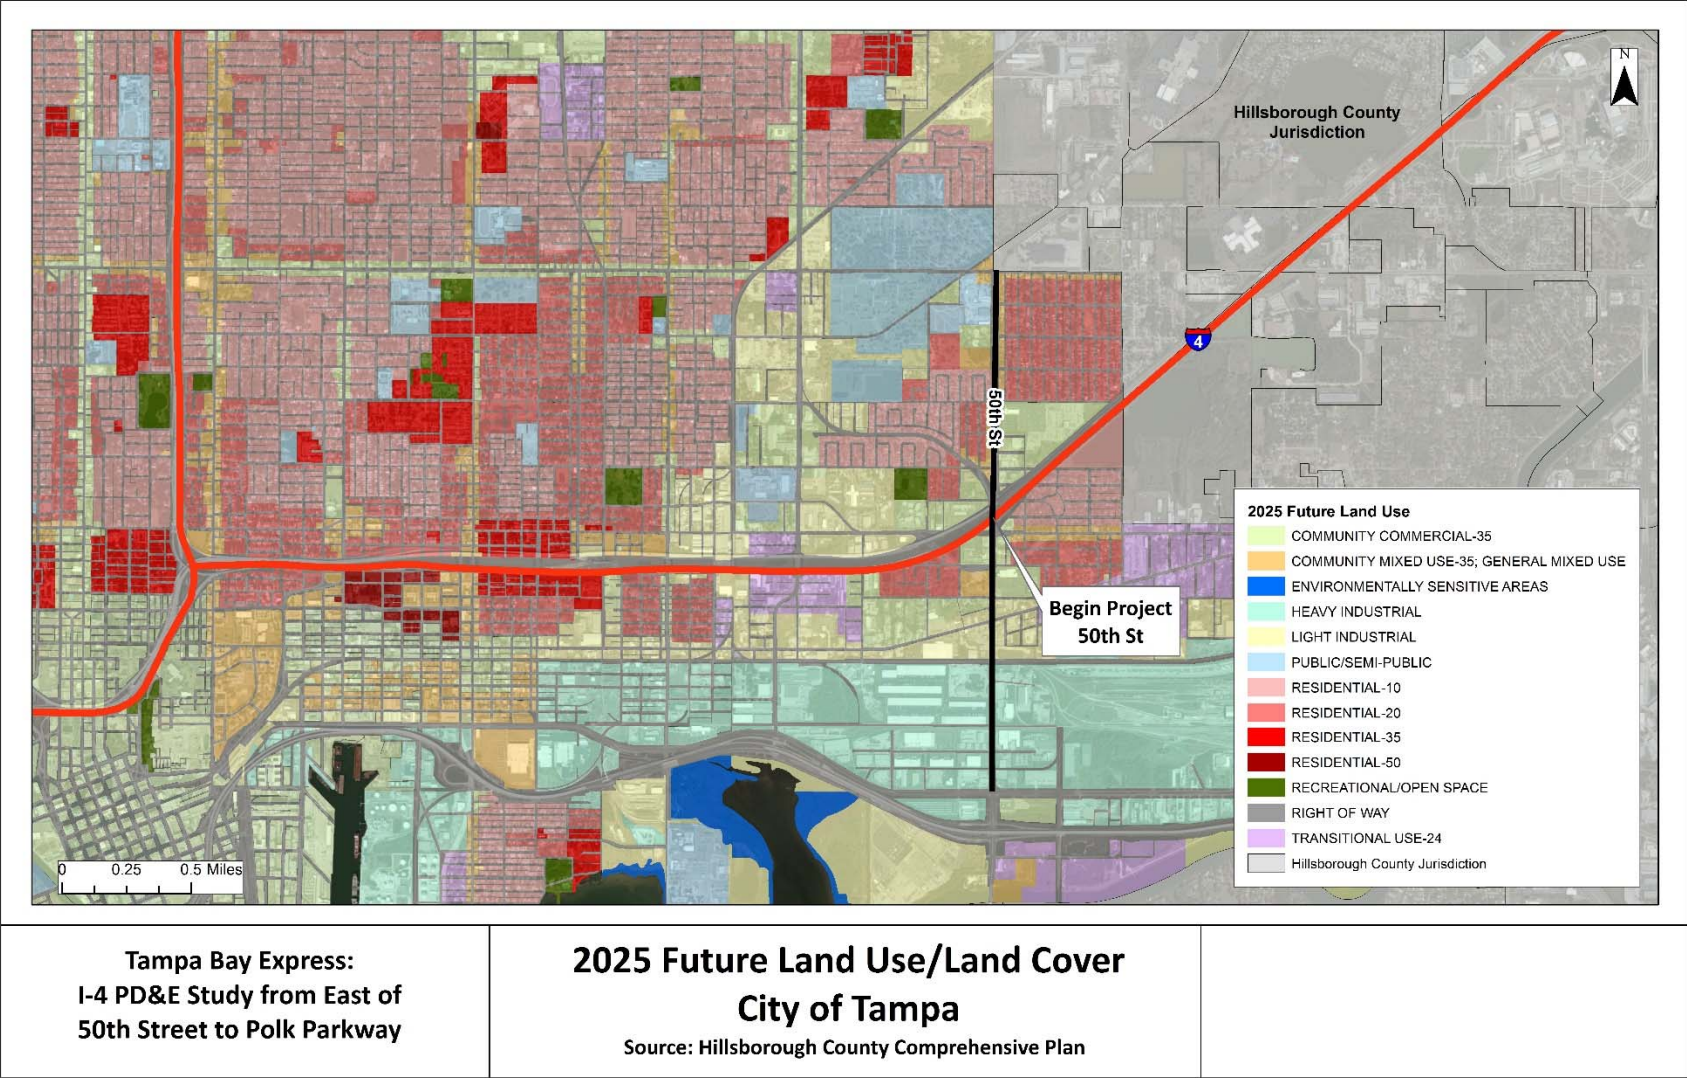 N
Hillsborough County
Jurisdiction
4
50th St
Begin Project
50th St
2025 Future Land Use
COMMUNITY COMMERCIAL-35
COMMUNITY MIXED USE-35; GENERAL MIXED USE
ENVIRONMENTALLY SENSITIVE AREAS
HEAVY INDUSTRIAL
LIGHT INDUSTRIAL
PUBLIC/SEMI-PUBLIC
RESIDENTIAL-10
RESIDENTIAL-20
RESIDENTIAL-35
RESIDENTIAL-50
RECREATIONAL/OPEN SPACE
RIGHT OF WAY
TRANSITIONAL USE-24
Hillsborough County Jurisdiction
0 0.25 0.5 Miles
Tampa Bay Express:
I-4 PD&E Study from East of
50th Street to Polk Parkway
2025 Future Land Use/Land Cover
City of Tampa
Source: Hillsborough County Comprehensive Plan